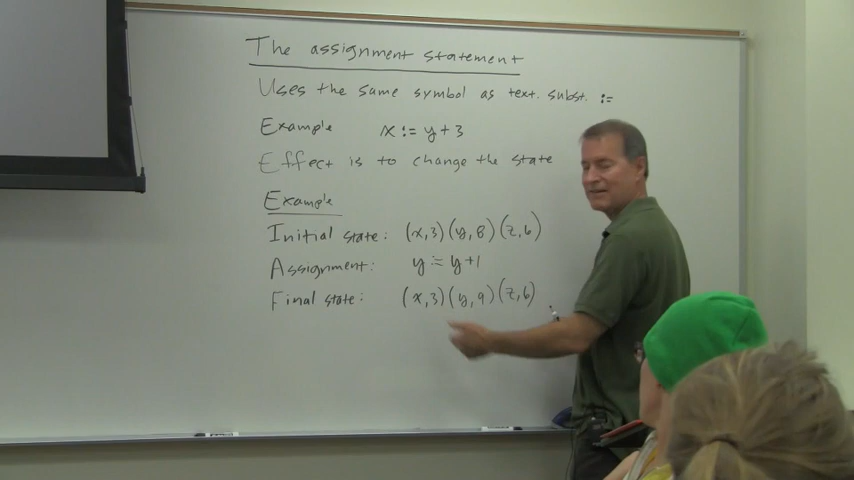 The assignment statement
Uses the same symbol as text. subst. :=
Example x := y+3
Effect is to change the state
Example
Initial state: (x,3)(y,8)(z,6)
Assignment: y := y+1
Final state: (x,3)(y,9)(z,6)